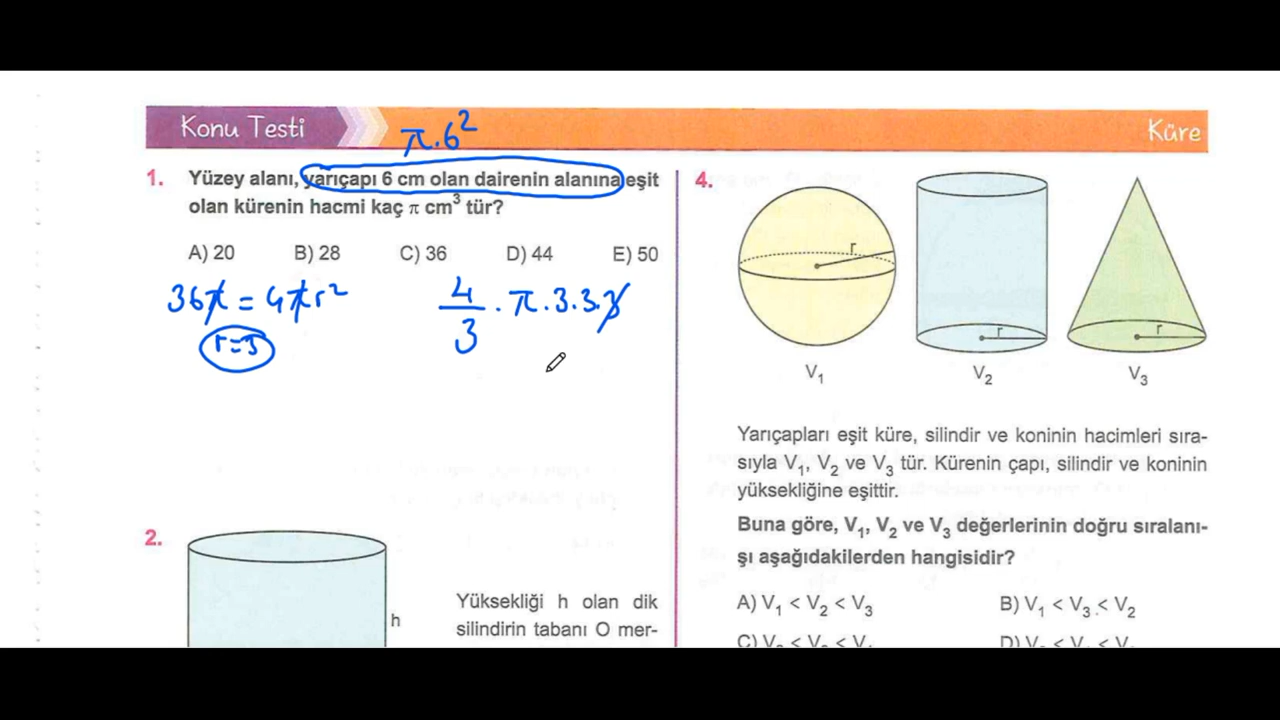 Konu Testi
Küre
π.6²
1. Yüzey alanı, yarıçapı 6 cm olan dairenin alanına eşit
olan kürenin hacmi kaç π cm³ tür?
A) 20 B) 28 C) 36 D) 44 E) 50
36π = 4πr²
r=3
4/3 . π.3.3.3
2.
h
Yüksekliği h olan dik
silindirin tabanı O mer-
4.
r
r
r
V₁ V₂ V₃
Yarıçapları eşit küre, silindir ve koninin hacimleri sıra-
sıyla V₁, V₂ ve V₃ tür. Kürenin çapı, silindir ve koninin
yüksekliğine eşittir.
Buna göre, V₁, V₂ ve V₃ değerlerinin doğru sıralanı-
şı aşağıdakilerden hangisidir?
A) V₁ < V₂ < V₃ B) V₁ < V₃ < V₂